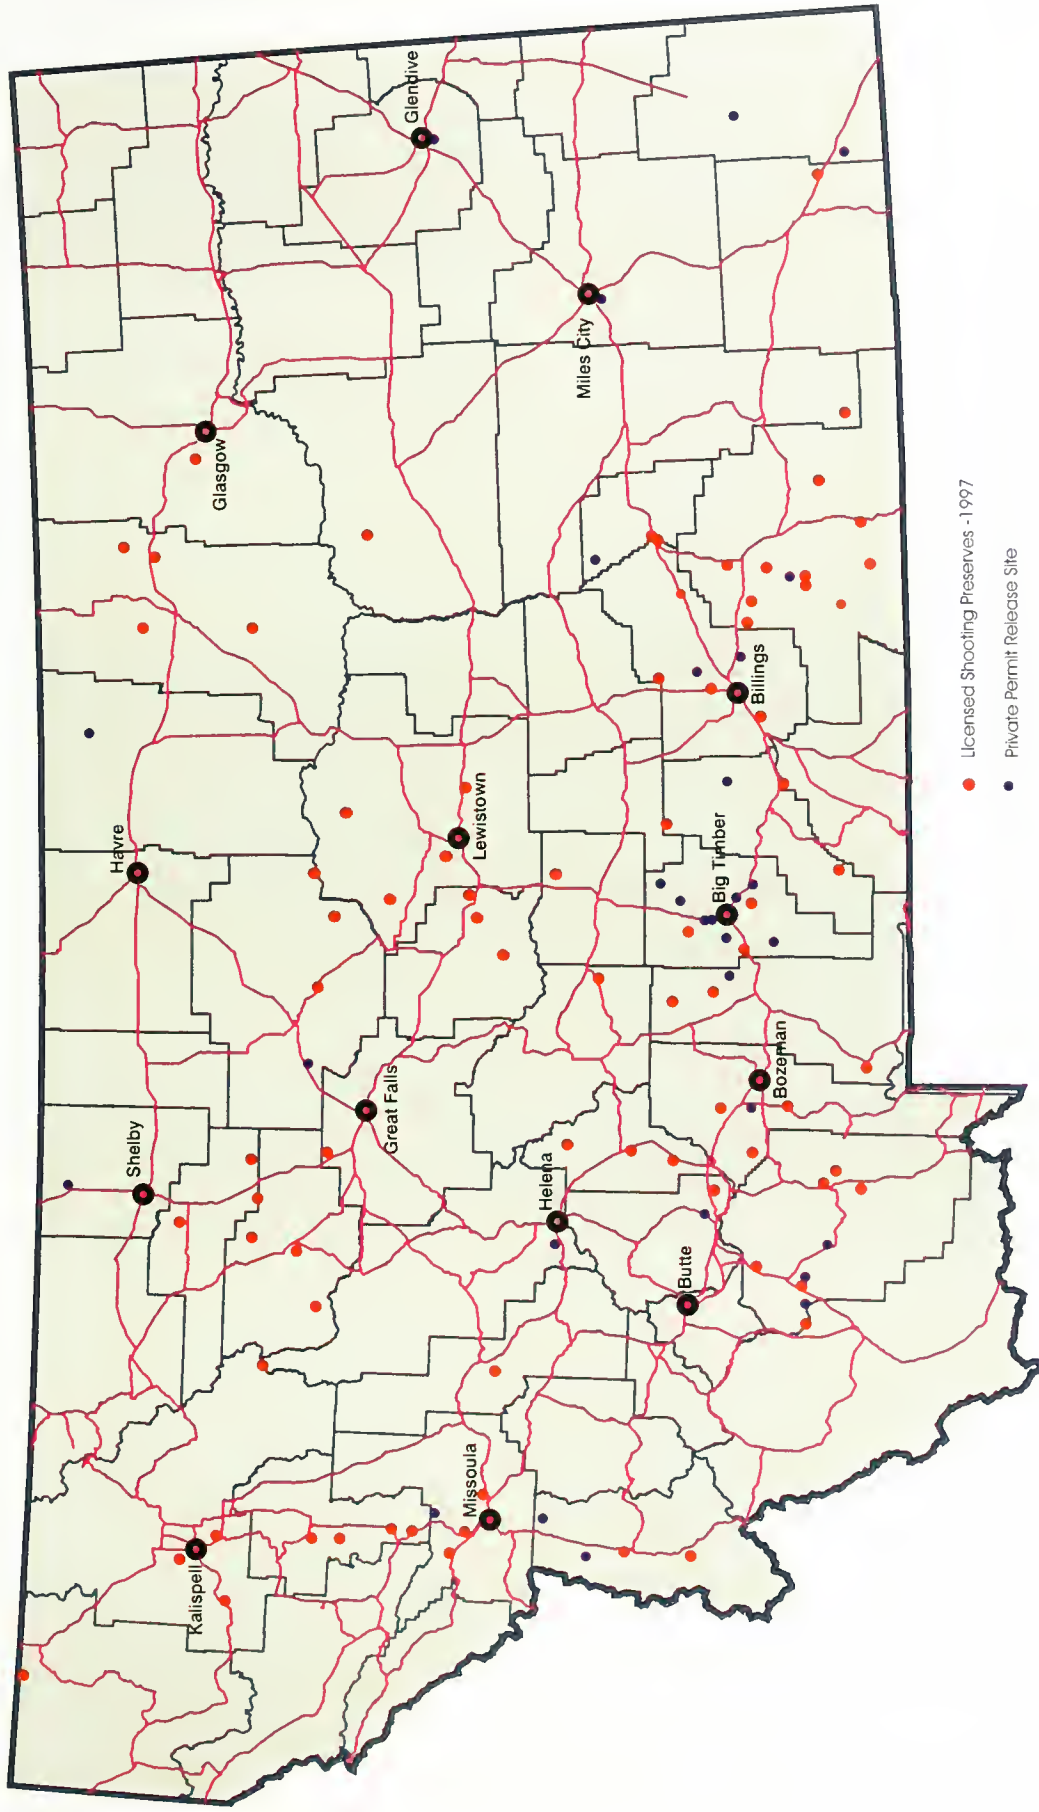 Kalispell
Shelby
Havre
Glasgow
Missoula
Great Falls
Lewistown
Glendive
Helena
Miles City
Butte
Bozeman
Big Timber
Billings
Licensed Shooting Preserves -1997
Private Permit Release Site